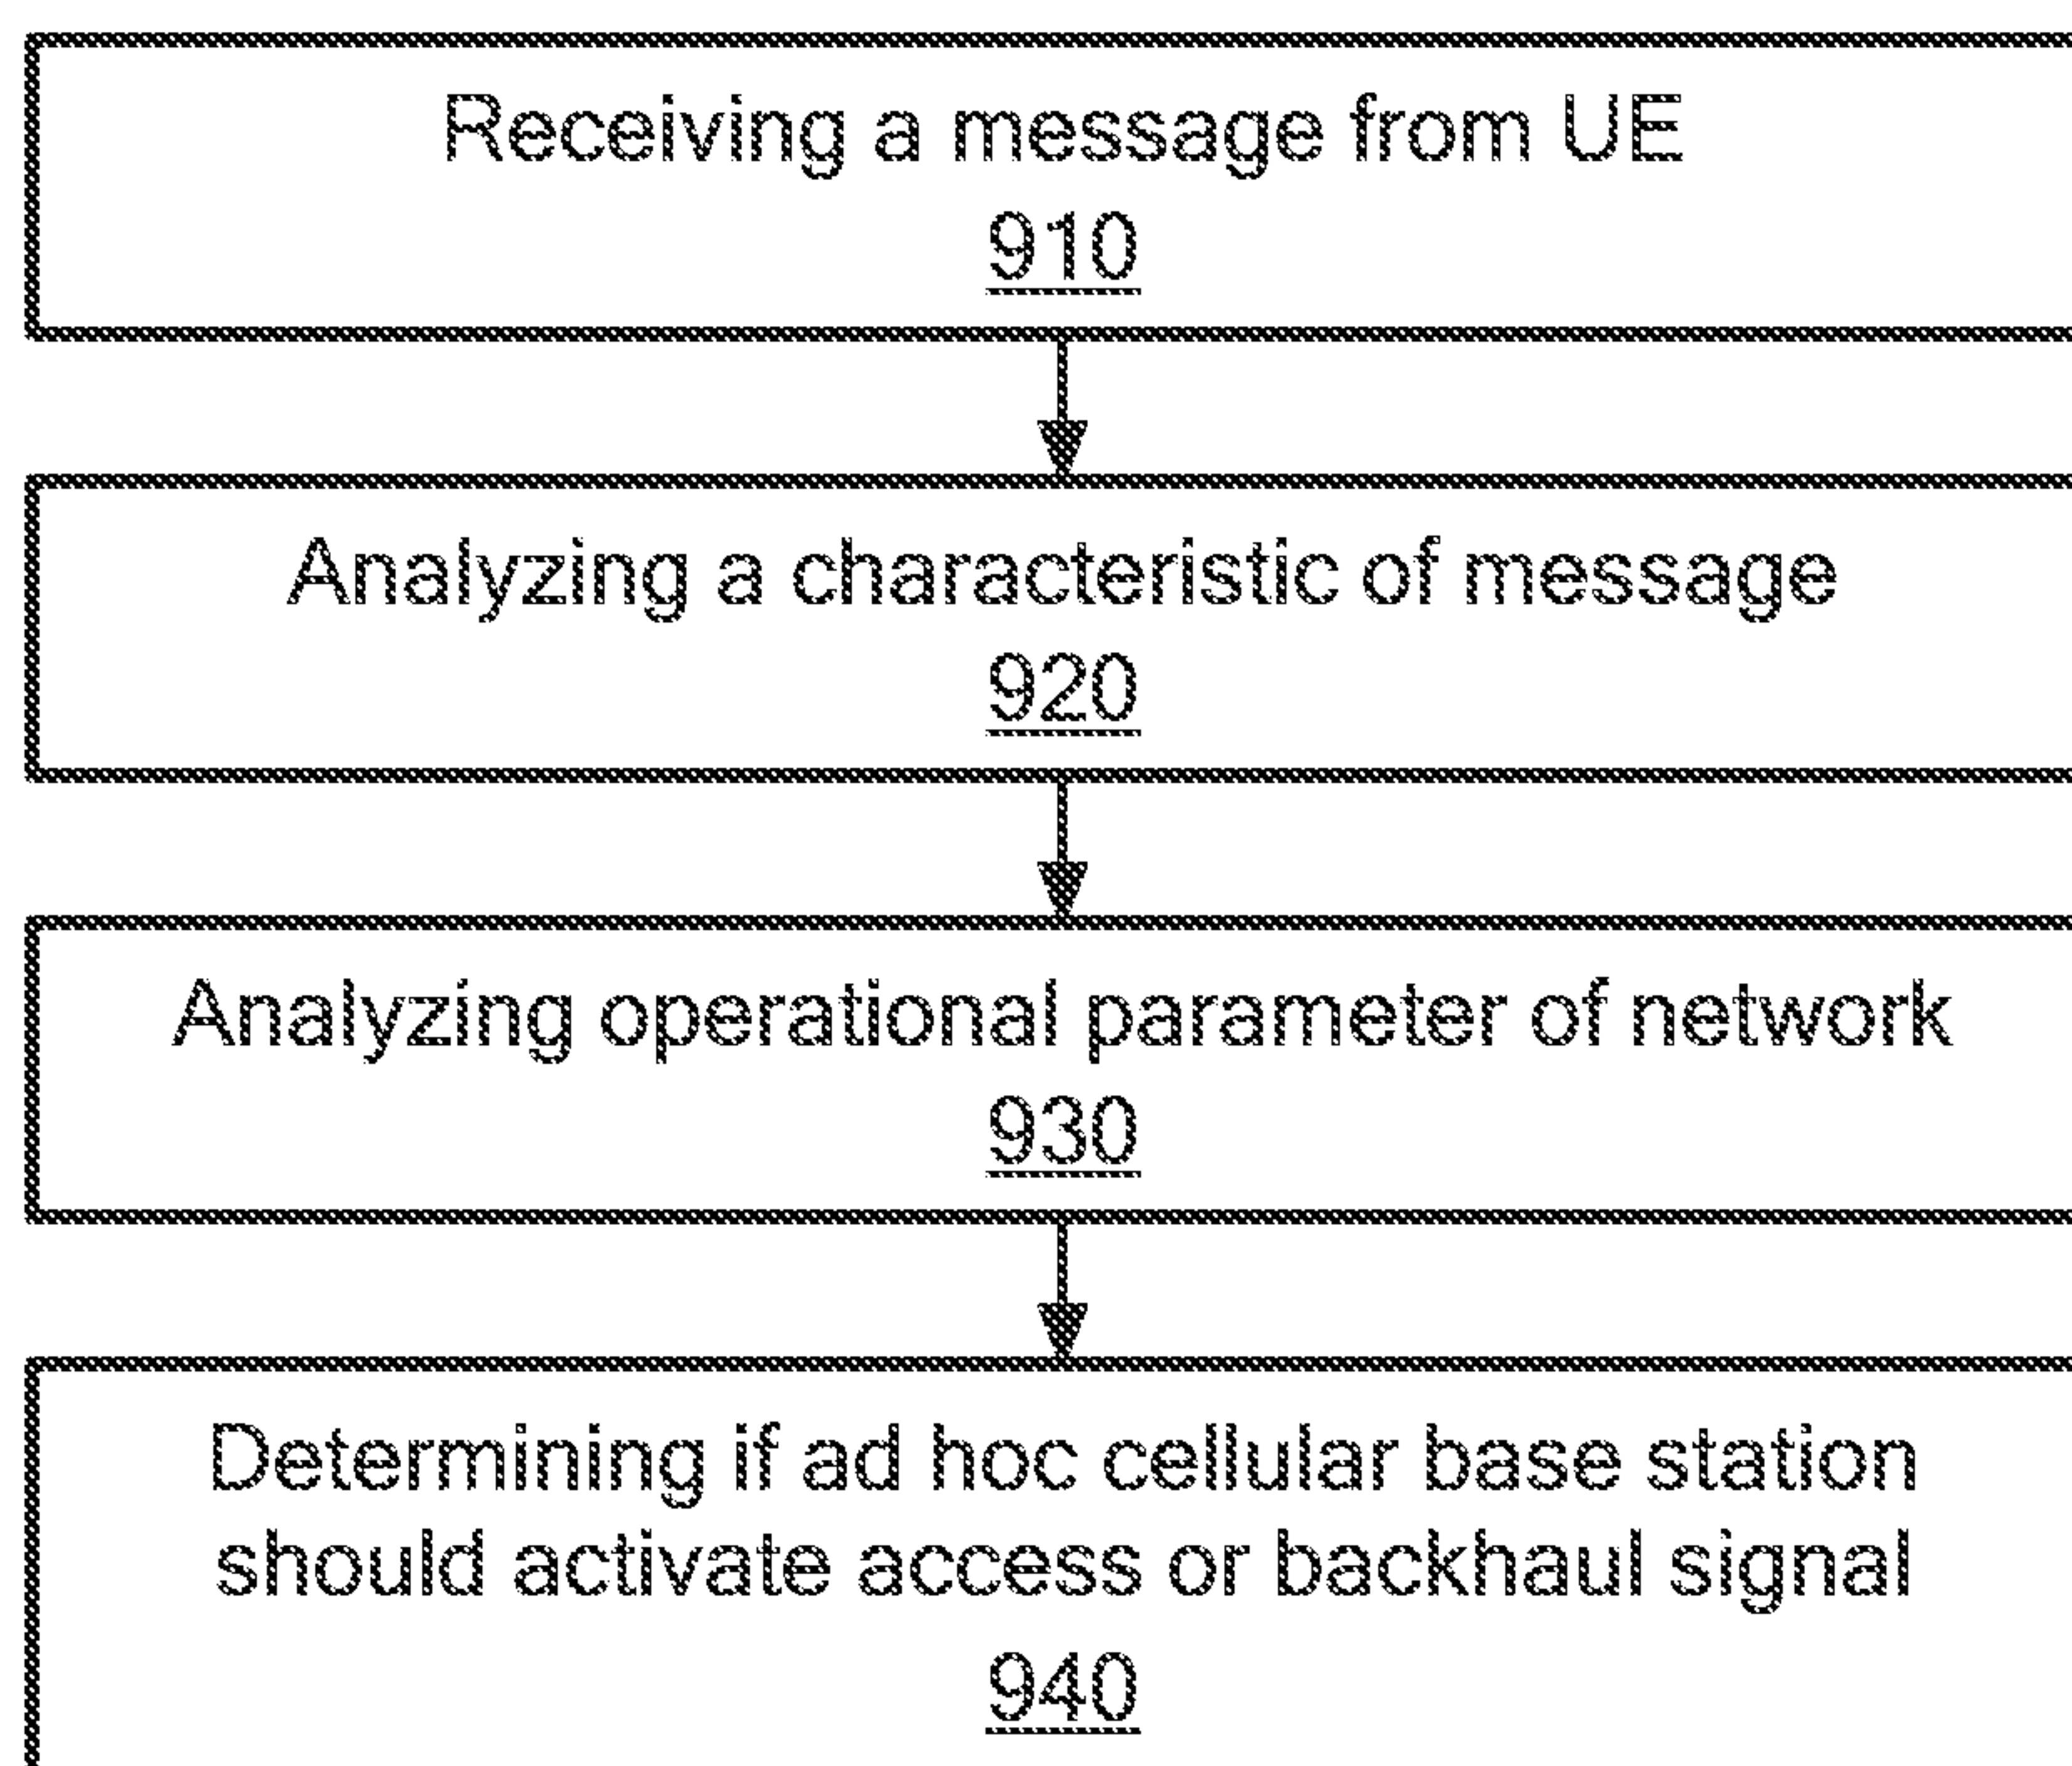 Receiving a message from UE
910
Analyzing a characteristic of message
920
Analyzing operational parameter of network
930
Determining if ad hoc cellular base station
should activate access or backhaul signal
940